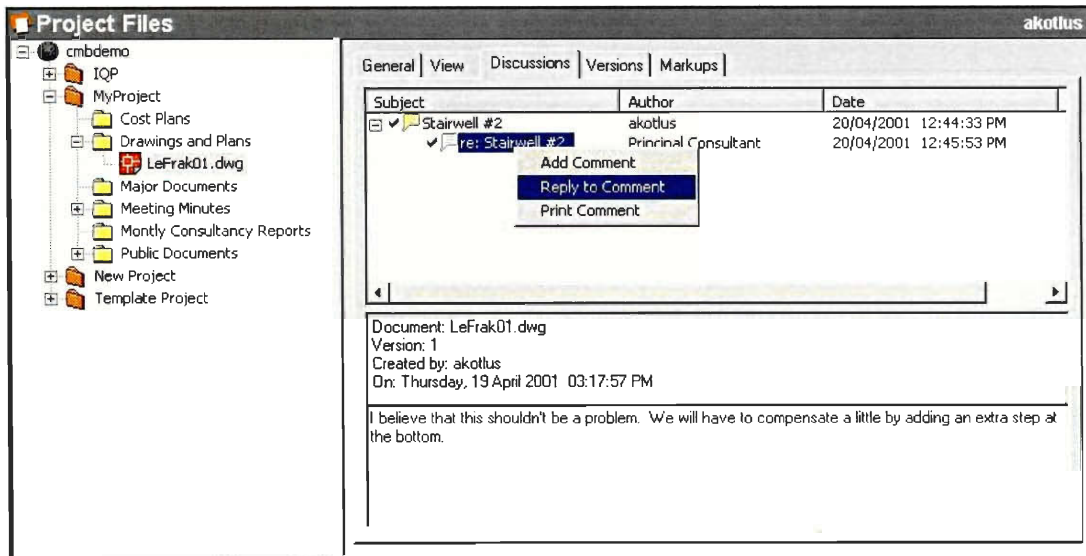 Project Files
akotlus
cmbdemo
IQP
MyProject
Cost Plans
Drawings and Plans
LeFrak01.dwg
Major Documents
Meeting Minutes
Montly Consultancy Reports
Public Documents
New Project
Template Project
General View Discussions Versions Markups
Subject Author Date
Stairwell #2 akotlus 20/04/2001 12:44:33 PM
re: Stairwell #2 Principal Consultant 20/04/2001 12:45:53 PM
Add Comment
Reply to Comment
Print Comment
Document: LeFrak01.dwg
Version: 1
Created by: akotlus
On: Thursday, 19 April 2001 03:17:57 PM
I believe that this shouldn't be a problem. We will have to compensate a little by adding an extra step at
the bottom.